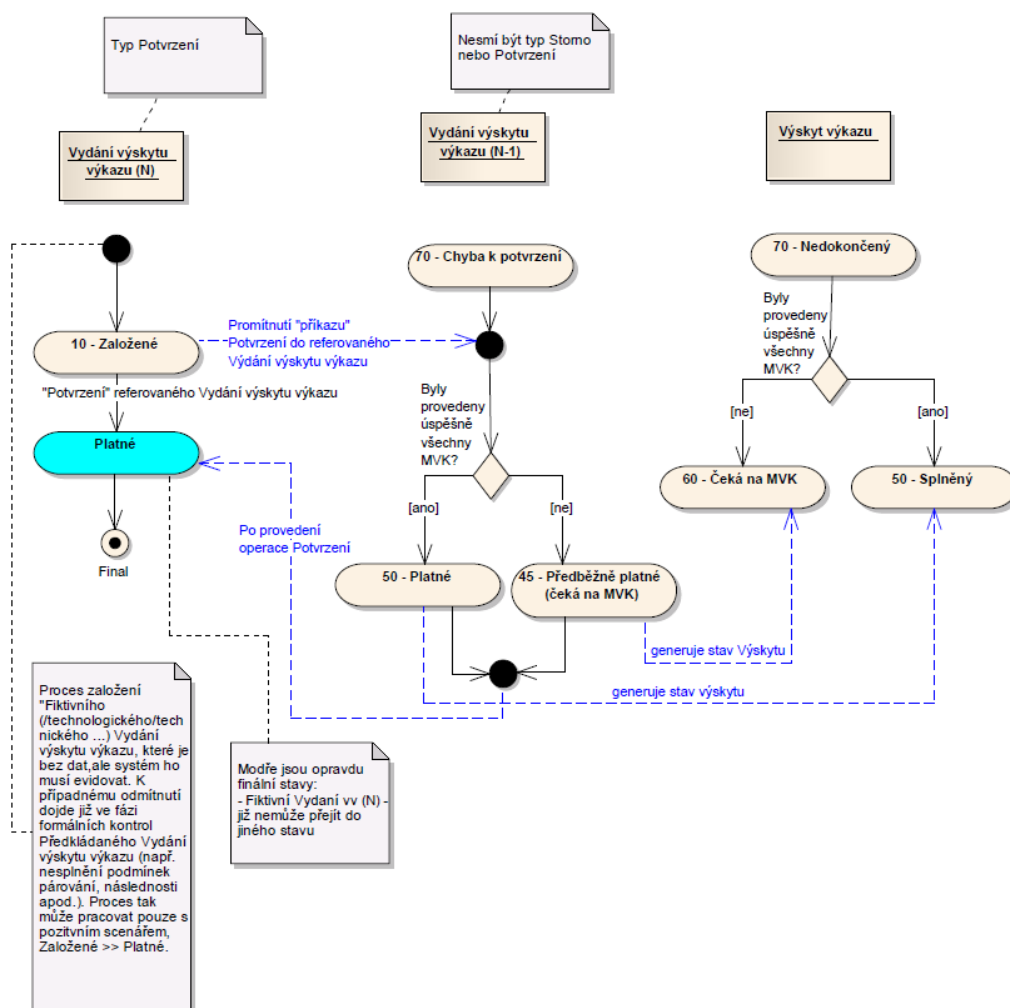 Typ Potvrzení
Nesmí být typ Storno
nebo Potvrzení
Vydání výskytu
výkazu (N)
Vydání výskytu
výkazu (N-1)
Výskyt výkazu
70 - Chyba k potvrzení
70 - Nedokončený
10 - Založené
Promítnutí "příkazu"
Potvrzení do referovaného
Výdání výskytu výkazu
Byly
provedeny
úspěšně
všechny
MVK?
"Potvrzení" referovaného Vydání výskytu výkazu
Byly
provedeny
úspěšně
všechny
MVK?
[ne]
[ano]
Platné
60 - Čeká na MVK
50 - Splněný
[ano]
[ne]
Po provedení
operace Potvrzení
Final
50 - Platné
45 - Předběžně platné
(čeká na MVK)
generuje stav Výskytu
generuje stav výskytu
Proces založení
"Fiktivního
(/technologického/tech
nického ...) Vydání
výskytu výkazu, které je
bez dat,ale systém ho
musí evidovat. K
případnému odmítnutí
dojde již ve fázi
formálních kontrol
Předkládaného Vydání
výskytu výkazu (např.
nesplnění podmínek
párování, následnosti
apod.). Proces tak
může pracovat pouze s
pozitvním scenářem,
Založené >> Platné.
Modře jsou opravdu
finální stavy:
- Fiktivní Vydaní vv (N) -
již nemůže přejít do
jiného stavu